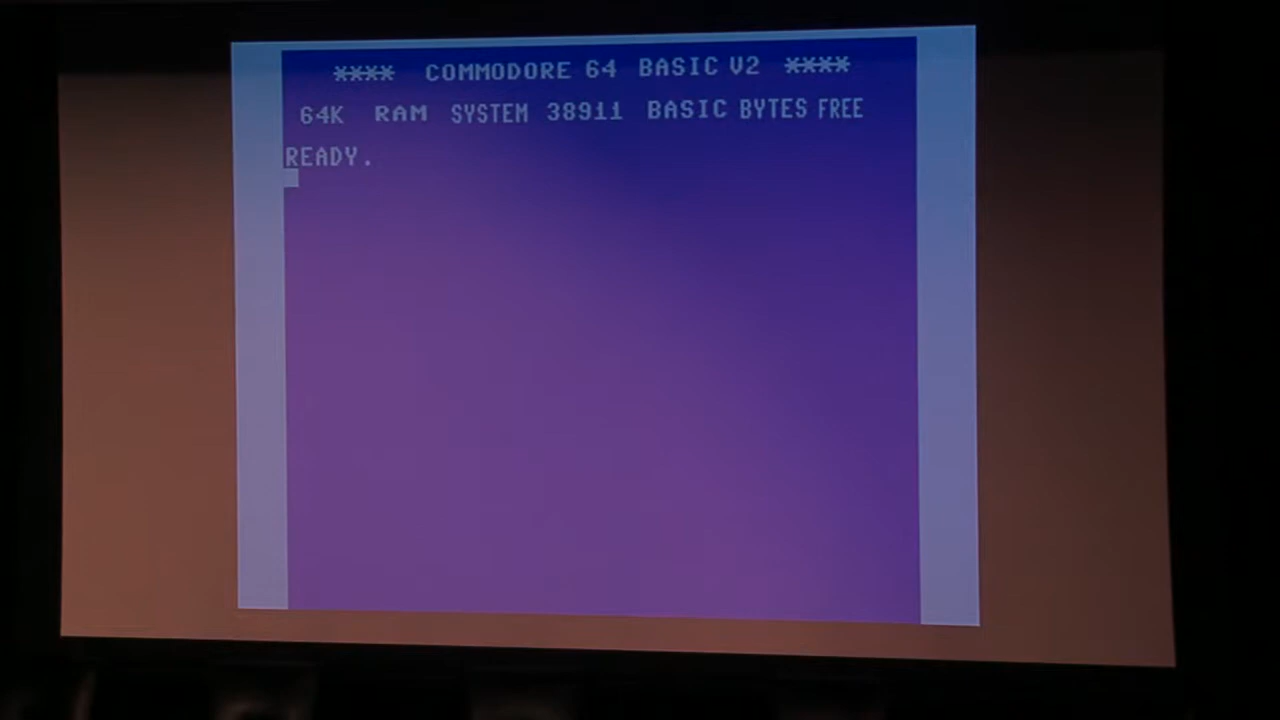 **** COMMODORE 64 BASIC V2 ****
64K RAM SYSTEM 38911 BASIC BYTES FREE
READY.